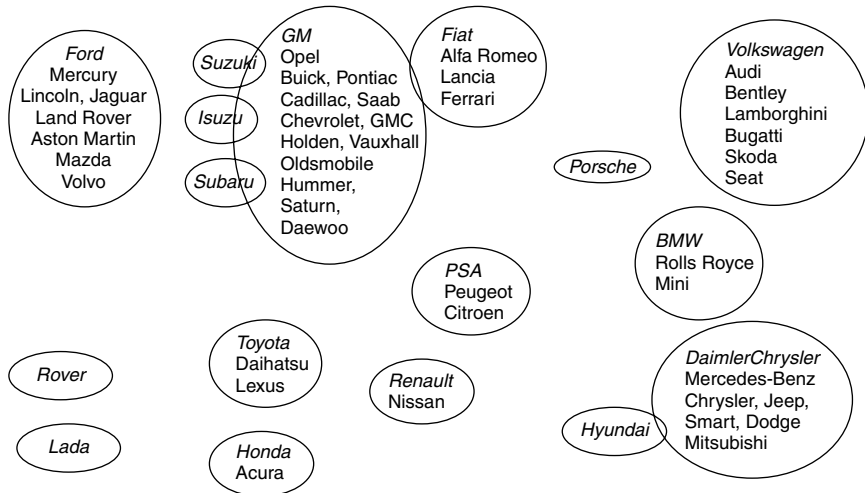 Ford
Mercury
Lincoln, Jaguar
Land Rover
Aston Martin
Mazda
Volvo
Suzuki
Isuzu
Subaru
GM
Opel
Buick, Pontiac
Cadillac, Saab
Chevrolet, GMC
Holden, Vauxhall
Oldsmobile
Hummer,
Saturn,
Daewoo
Fiat
Alfa Romeo
Lancia
Ferrari
Volkswagen
Audi
Bentley
Lamborghini
Bugatti
Skoda
Seat
Porsche
BMW
Rolls Royce
Mini
PSA
Peugeot
Citroen
Toyota
Daihatsu
Lexus
Rover
Renault
Nissan
DaimlerChrysler
Mercedes-Benz
Chrysler, Jeep,
Smart, Dodge
Mitsubishi
Hyundai
Lada
Honda
Acura